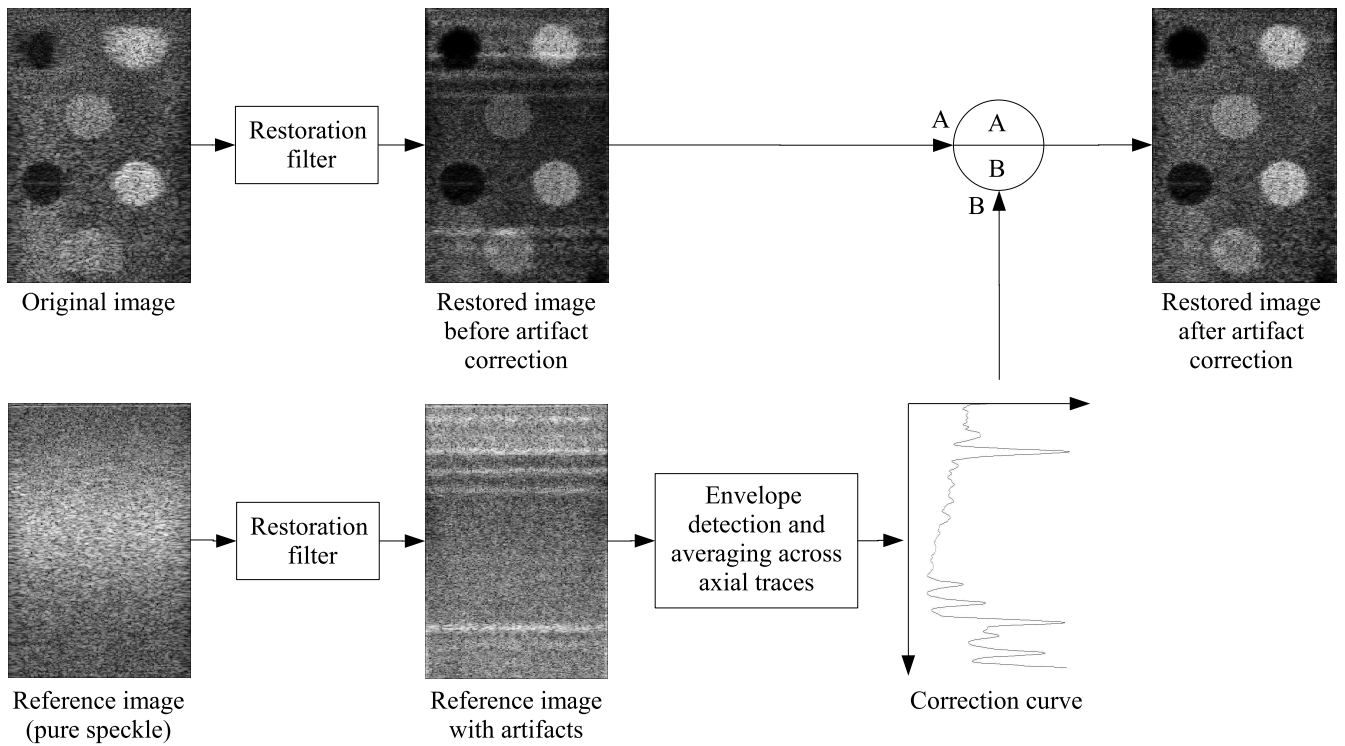 Restoration
filter
A
A
B
B
Original image
Restored image
before artifact
correction
Restored image
after artifact
correction
Restoration
filter
Envelope
detection and
averaging across
axial traces
Reference image
(pure speckle)
Reference image
with artifacts
Correction curve